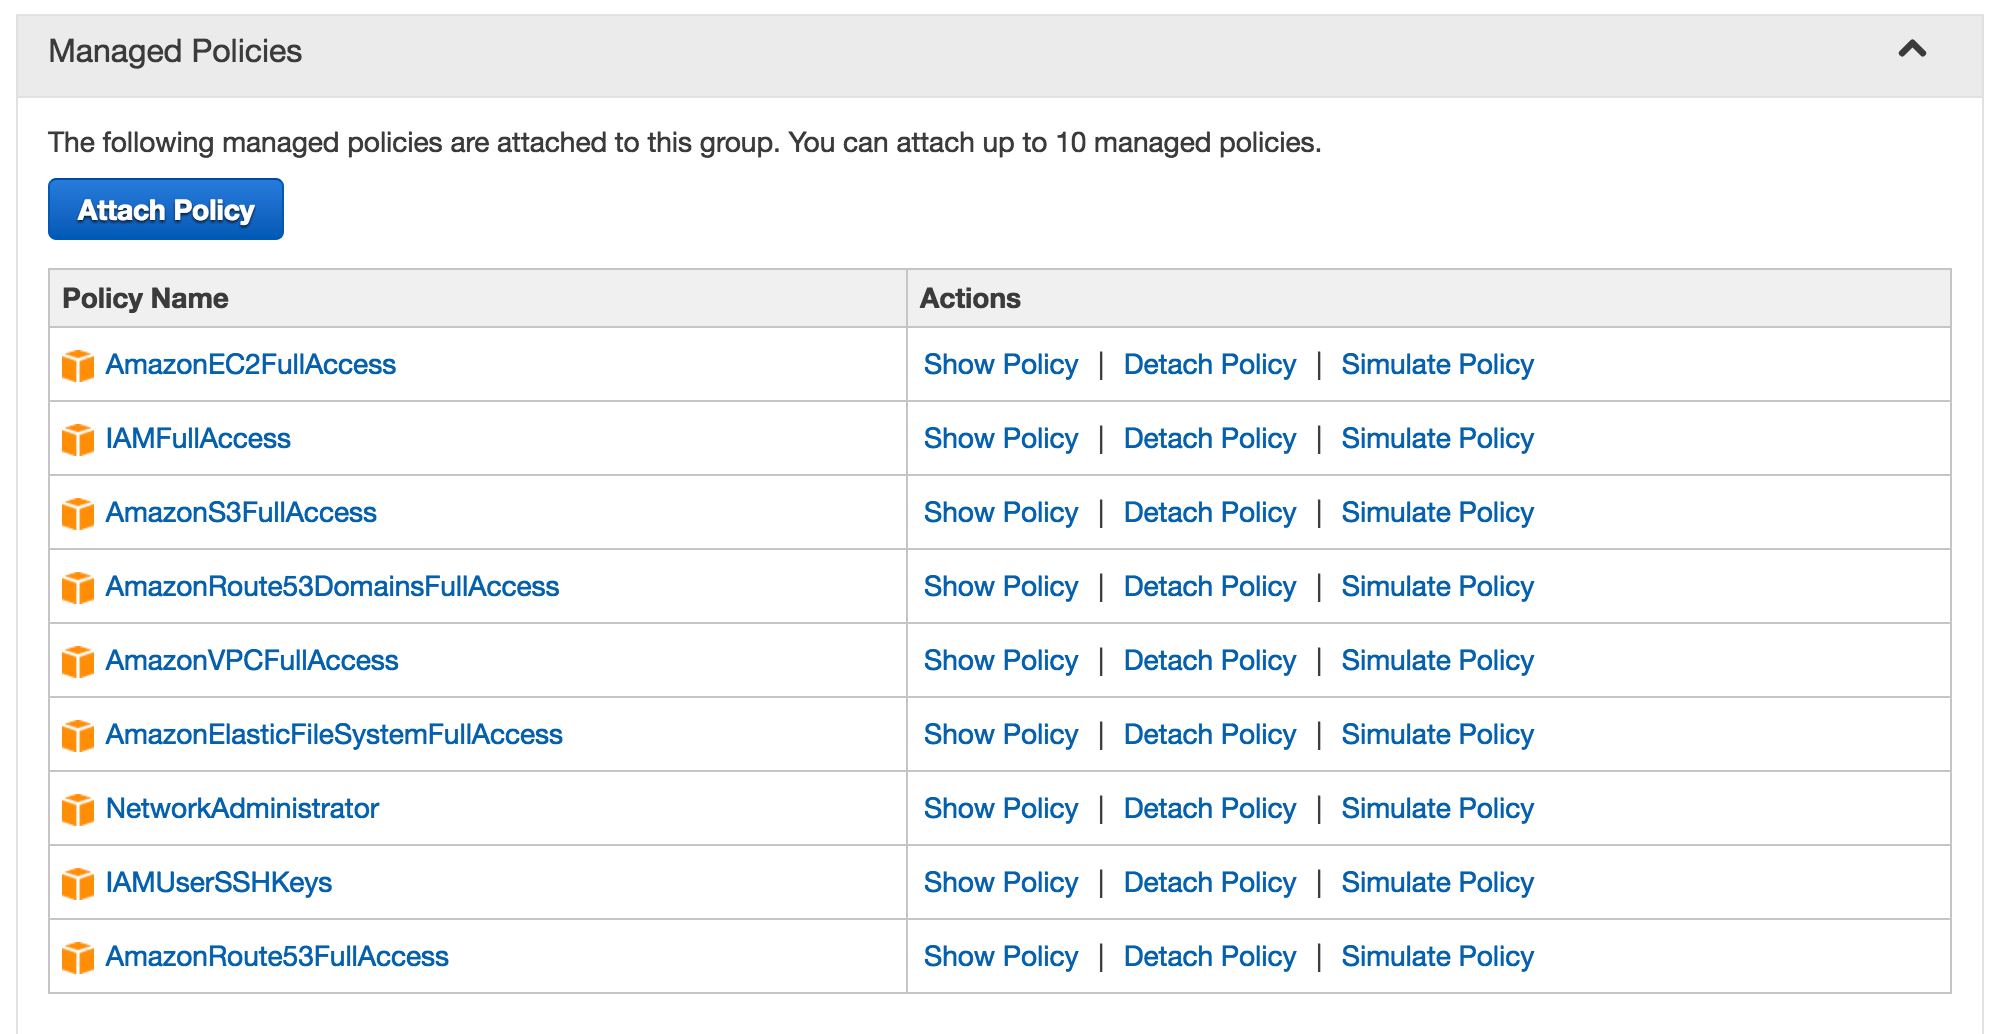 Managed Policies
The following managed policies are attached to this group. You can attach up to 10 managed policies.
Attach Policy
Policy Name Actions
AmazonEC2FullAccess Show Policy | Detach Policy | Simulate Policy
IAMFullAccess Show Policy | Detach Policy | Simulate Policy
AmazonS3FullAccess Show Policy | Detach Policy | Simulate Policy
AmazonRoute53DomainsFullAccess Show Policy | Detach Policy | Simulate Policy
AmazonVPCFullAccess Show Policy | Detach Policy | Simulate Policy
AmazonElasticFileSystemFullAccess Show Policy | Detach Policy | Simulate Policy
NetworkAdministrator Show Policy | Detach Policy | Simulate Policy
IAMUserSSHKeys Show Policy | Detach Policy | Simulate Policy
AmazonRoute53FullAccess Show Policy | Detach Policy | Simulate Policy